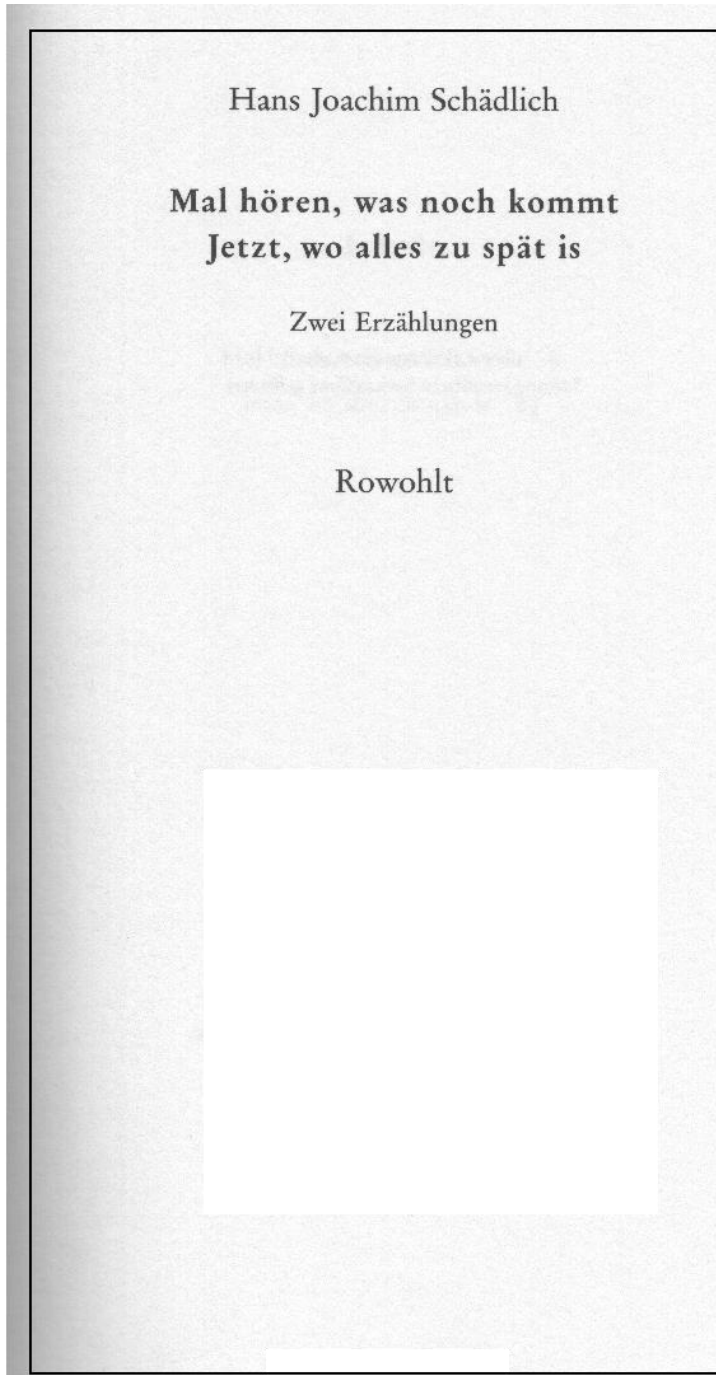 Hans Joachim Schädlich
Mal hören, was noch kommt
Jetzt, wo alles zu spät is
Zwei Erzählungen
Rowohlt